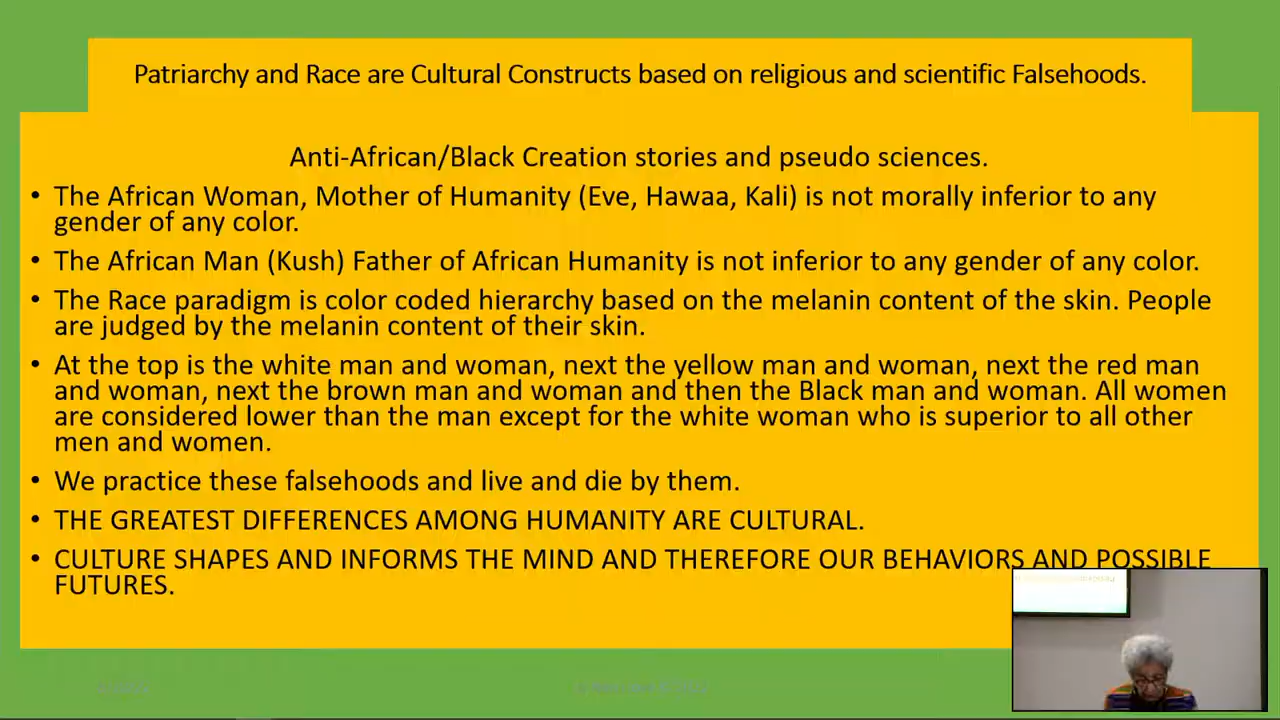 Patriarchy and Race are Cultural Constructs based on religious and scientific Falsehoods.
Anti-African/Black Creation stories and pseudo sciences.
• The African Woman, Mother of Humanity (Eve, Hawaa, Kali) is not morally inferior to any
gender of any color.
• The African Man (Kush) Father of African Humanity is not inferior to any gender of any color.
• The Race paradigm is color coded hierarchy based on the melanin content of the skin. People
are judged by the melanin content of their skin.
• At the top is the white man and woman, next the yellow man and woman, next the red man
and woman, next the brown man and woman and then the Black man and woman. All women
are considered lower than the man except for the white woman who is superior to all other
men and women.
• We practice these falsehoods and live and die by them.
• THE GREATEST DIFFERENCES AMONG HUMANITY ARE CULTURAL.
• CULTURE SHAPES AND INFORMS THE MIND AND THEREFORE OUR BEHAVIORS AND POSSIBLE
FUTURES.